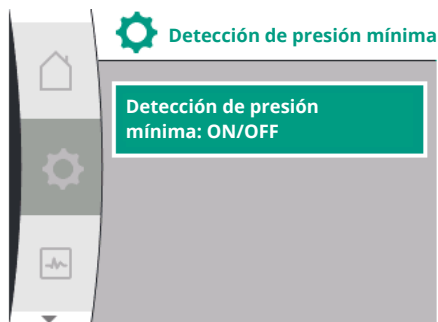 Detección de presión mínima
Detección de presión
mínima: ON/OFF